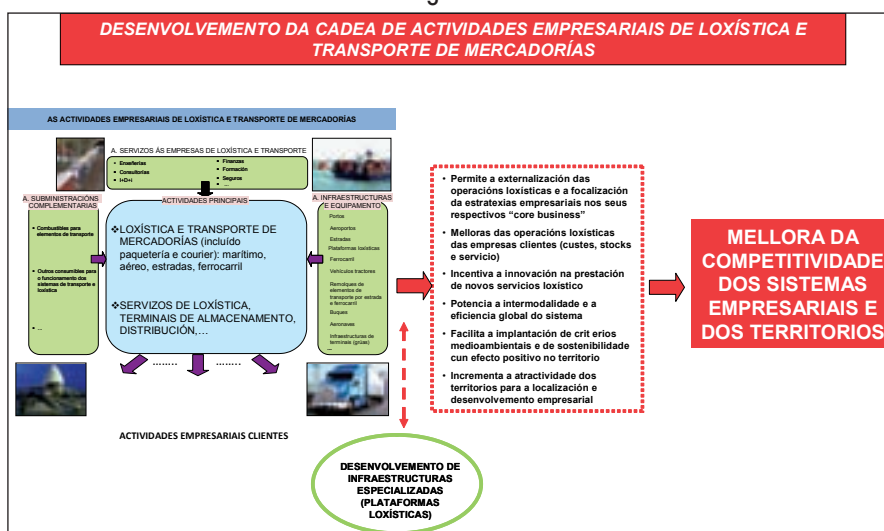 DESENVOLVEMENTO DA CADEA DE ACTIVIDADES EMPRESARIAIS DE LOXÍSTICA E
TRANSPORTE DE MERCADORÍAS
AS ACTIVIDADES EMPRESARIAIS DE LOXÍSTICA E TRANSPORTE DE MERCADORÍAS
A. SERVIZOS ÁS EMPRESAS DE LOXÍSTICA E TRANSPORTE
• Enxeñerías
• Consultorías
• I+D+i
• Finanzas
• Formación
• Seguros
• ...
A. SUBMINISTRACIÓNS
COMPLEMENTARIAS
• Combustibles para
elementos de transporte
• Outros consumibles para
o funcionamento dos
sistemas de transporte e
loxística
• ...
ACTIVIDADES PRINCIPAIS
❖LOXÍSTICA E TRANSPORTE DE
MERCADORÍAS (incluído
paquetería e courier): marítimo,
aéreo, estradas, ferrocarril
❖SERVIZOS DE LOXÍSTICA,
TERMINAIS DE ALMACENAMENTO,
DISTRIBUCIÓN,…
A. INFRAESTRUCTURAS
E EQUIPAMENTO
Portos
Aeroportos
Estradas
Plataformas loxísticas
Ferrocarril
Vehículos tractores
Remolques de
elementos de
transporte por estrada
e ferrocarril
Buques
Aeronaves
Infraestructuras de
terminais (grúas)
...
........ ........
ACTIVIDADES EMPRESARIAIS CLIENTES
• Permite a externalización das
operacións loxísticas e a focalización
da estratexias empresariais nos seus
respectivos “core business”
• Melloras das operacións loxísticas
das empresas clientes (custes, stocks
e servicio)
• Incentiva a innovación na prestación
de novos servicios loxístico
• Potencia a intermodalidade e a
eficiencia global do sistema
• Facilita a implantación de crit erios
medioambientais e de sostenibilidade
cun efecto positivo no territorio
• Incrementa a atractividade dos
territorios para a localización e
desenvolvemento empresarial
MELLORA DA
COMPETITIVIDADE
DOS SISTEMAS
EMPRESARIAIS E
DOS TERRITORIOS
DESENVOLVEMENTO DE
INFRAESTRUCTURAS
ESPECIALIZADAS
(PLATAFORMAS
LOXÍSTICAS)